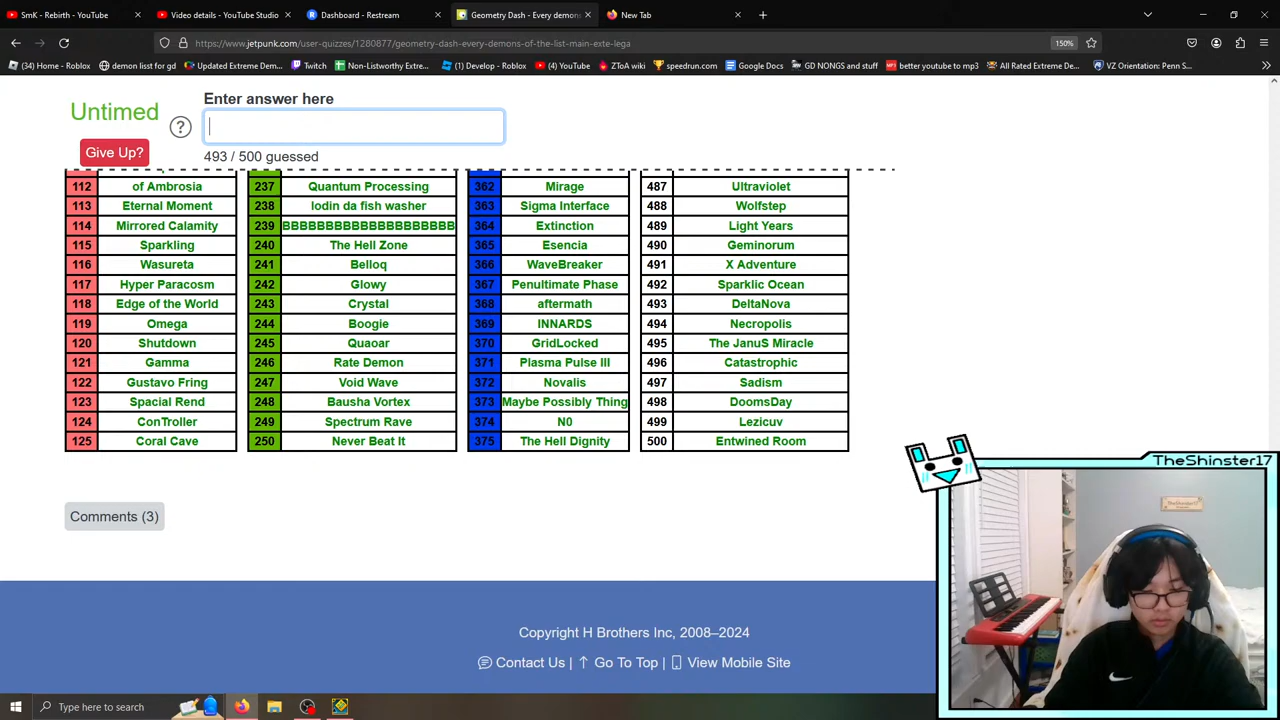 SmK - Rebirth - YouTube
Video details - YouTube Studio
Dashboard - Restream
Geometry Dash - Every demons
New Tab
https://www.jetpunk.com/user-quizzes/1280877/geometry-dash-every-demons-of-the-list-main-exte-lega
150%
(34) Home - Roblox
demon lisst for gd
Updated Extreme Dem...
Twitch
Non-Listworthy Extre...
(1) Develop - Roblox
(4) YouTube
ZToA wiki
speedrun.com
Google Docs
GD NONGS and stuff
better youtube to mp3
All Rated Extreme De...
VZ Orientation: Penn S...
Untimed
Give Up?
?
Enter answer here
493 / 500 guessed
112 of Ambrosia 237 Quantum Processing 362 Mirage 487 Ultraviolet
113 Eternal Moment 238 lodin da fish washer 363 Sigma Interface 488 Wolfstep
114 Mirrored Calamity 239 BBBBBBBBBBBBBBBBBBBB 364 Extinction 489 Light Years
115 Sparkling 240 The Hell Zone 365 Esencia 490 Geminorum
116 Wasureta 241 Belloq 366 WaveBreaker 491 X Adventure
117 Hyper Paracosm 242 Glowy 367 Penultimate Phase 492 Sparklic Ocean
118 Edge of the World 243 Crystal 368 aftermath 493 DeltaNova
119 Omega 244 Boogie 369 INNARDS 494 Necropolis
120 Shutdown 245 Quaoar 370 GridLocked 495 The JanuS Miracle
121 Gamma 246 Rate Demon 371 Plasma Pulse III 496 Catastrophic
122 Gustavo Fring 247 Void Wave 372 Novalis 497 Sadism
123 Spacial Rend 248 Bausha Vortex 373 Maybe Possibly Thing 498 DoomsDay
124 ConTroller 249 Spectrum Rave 374 N0 499 Lezicuv
125 Coral Cave 250 Never Beat It 375 The Hell Dignity 500 Entwined Room
Comments (3)
TheShinster17
Copyright H Brothers Inc, 2008–2024
Contact Us | Go To Top | View Mobile Site
Type here to search